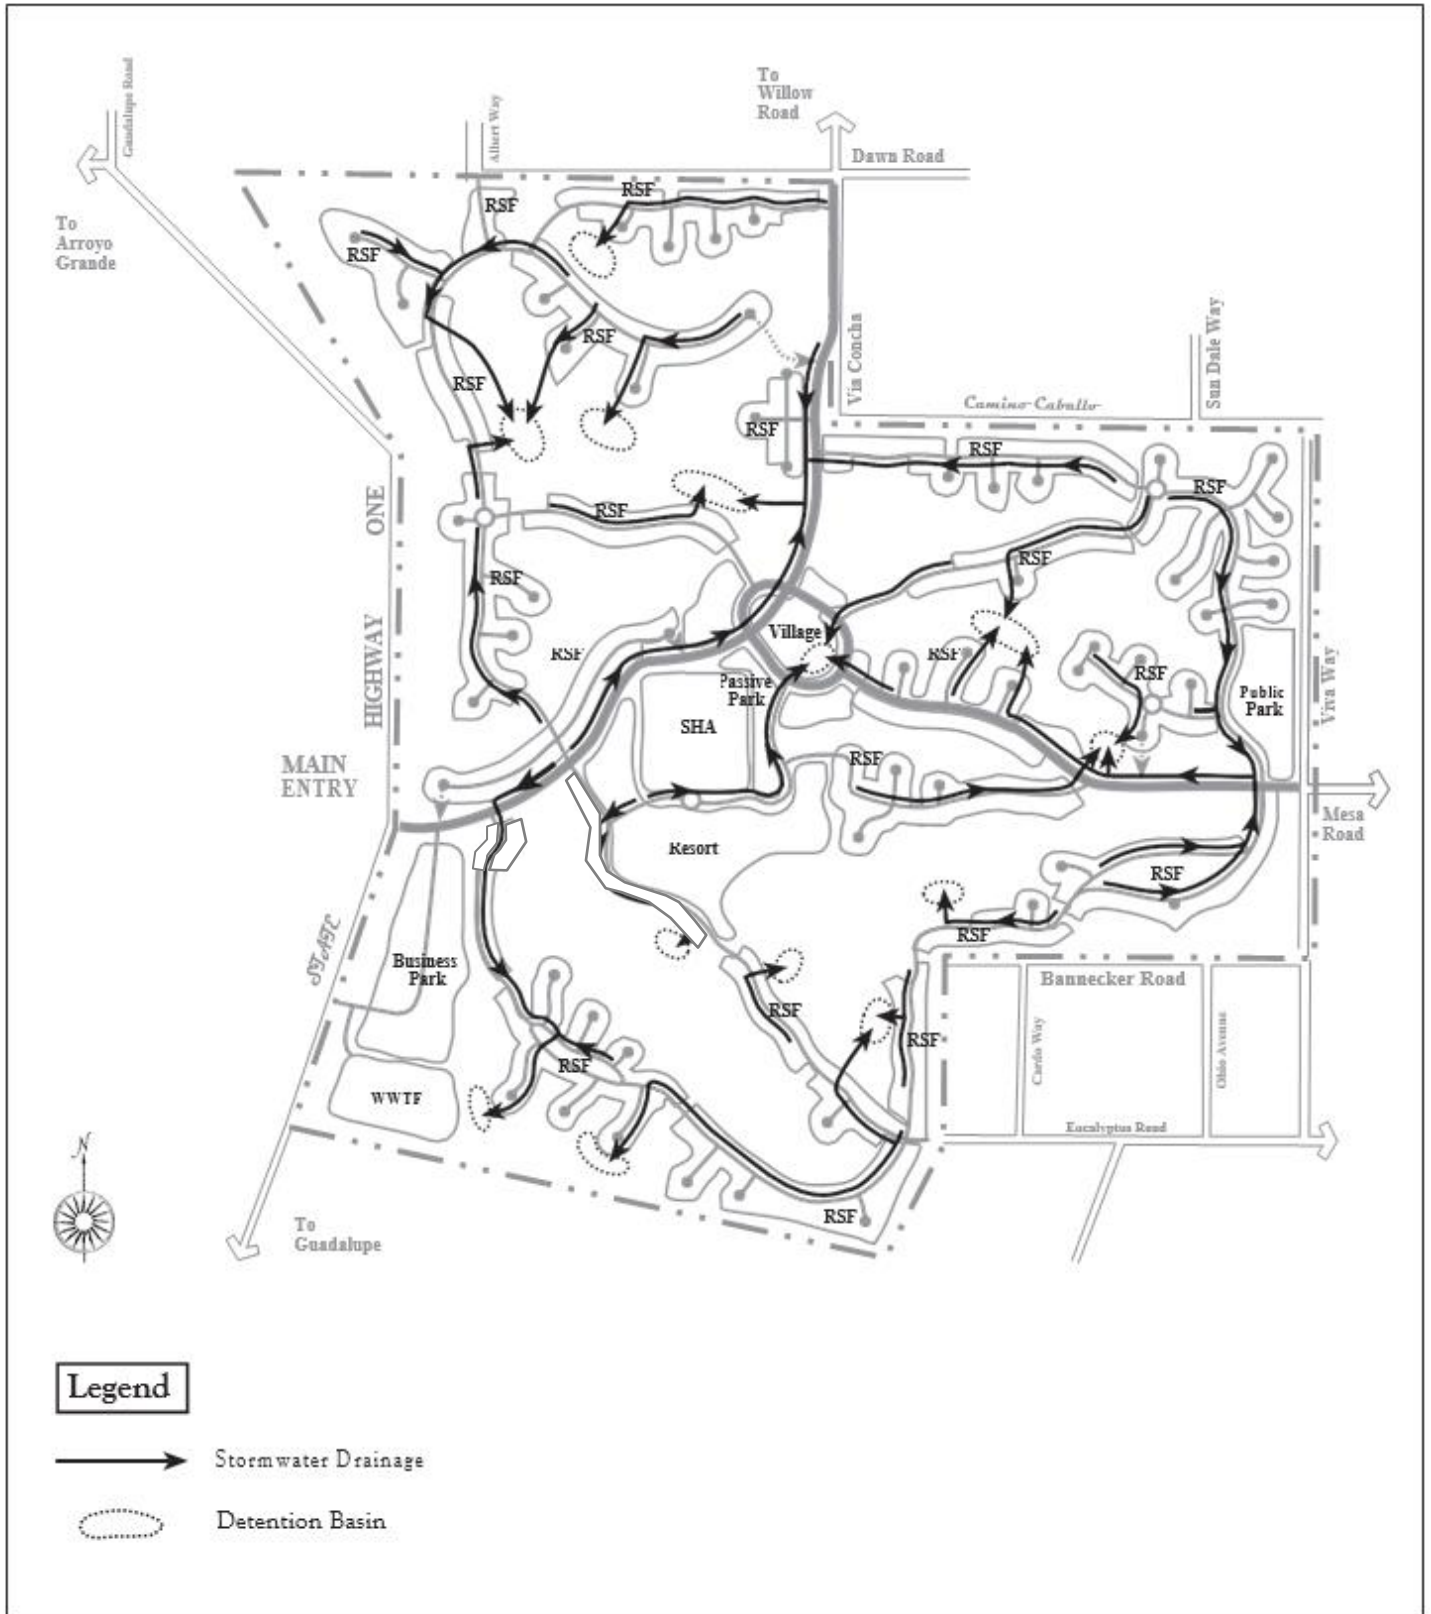 Guadalupe Road
To
Willow
Road
Albert Way
Dawn Road
To
Arroyo
Grande
RSF
RSF
RSF
RSF
RSF
Via Concha
Sun Dale Way
Camino Caballo
RSF
RSF
RSF
RSF
RSF
RSF
STATE
HIGHWAY
ONE
Village
RSF
RSF
RSF
Passive
Park
Public
Park
Viva Way
SHA
MAIN
ENTRY
RSF
Mesa
Road
Resort
RSF
RSF
Business
Park
Bannecker Road
RSF
RSF
Cardo Way
Ohio Avenue
RSF
WWTF
Eucalyptus Road
N
RSF
To
Guadalupe
Legend
Stormwater Drainage
Detention Basin